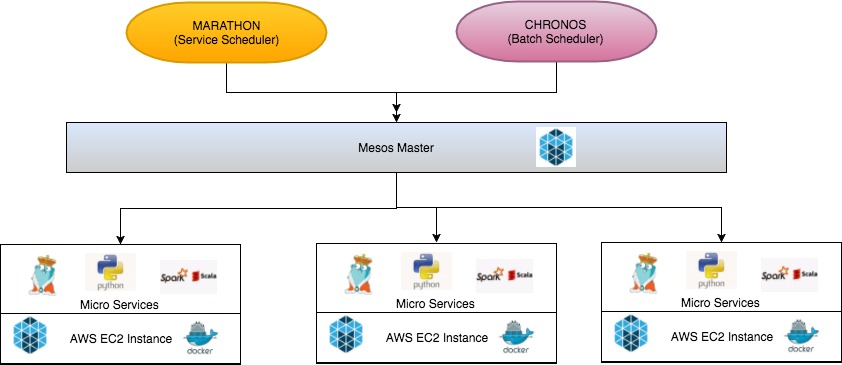 MARATHON
(Service Scheduler)
CHRONOS
(Batch Scheduler)
Mesos Master
python
Spark
Scala
Micro Services
AWS EC2 Instance
docker
python
Spark
Scala
Micro Services
AWS EC2 Instance
docker
python
Spark
Scala
Micro Services
AWS EC2 Instance
docker